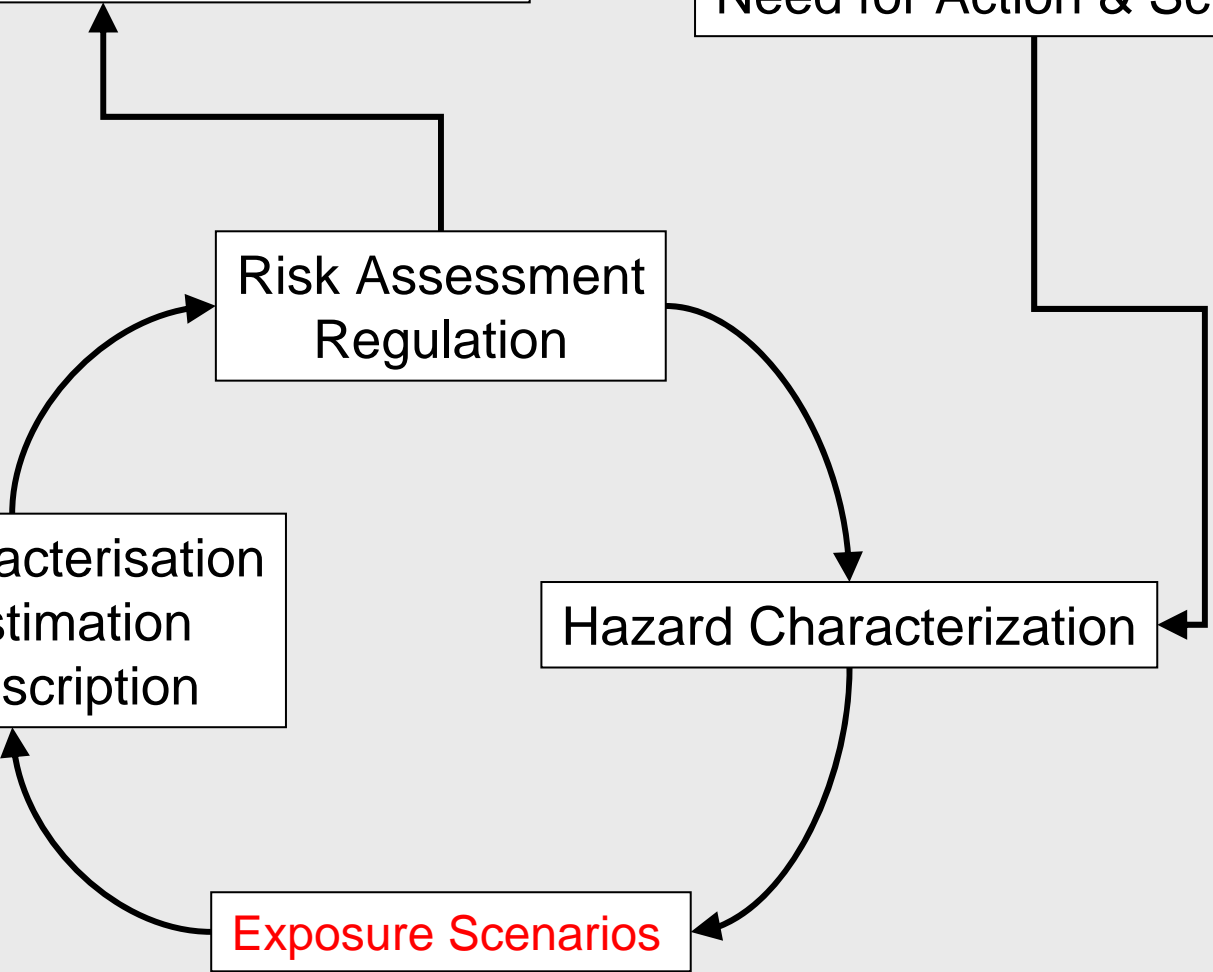 Need for Action & Sc
Risk Assessment
Regulation
acterisation
stimation
scription
Hazard Characterization
Exposure Scenarios